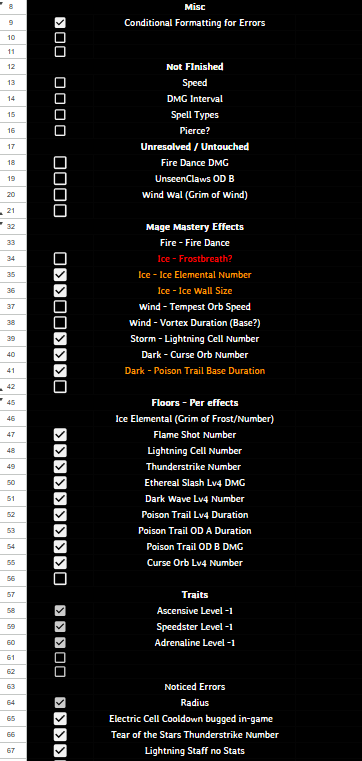 8 Misc
9 Conditional Formatting for Errors
10
11
12 Not FInished
13 Speed
14 DMG Interval
15 Spell Types
16 Pierce?
17 Unresolved / Untouched
18 Fire Dance DMG
19 UnseenClaws OD B
20 Wind Wal (Grim of Wind)
21
32 Mage Mastery Effects
33 Fire - Fire Dance
34 Ice - Frostbreath?
35 Ice - Ice Elemental Number
36 Ice - Ice Wall Size
37 Wind - Tempest Orb Speed
38 Wind - Vortex Duration (Base?)
39 Storm - Lightning Cell Number
40 Dark - Curse Orb Number
41 Dark - Poison Trail Base Duration
42
45 Floors - Per effects
46 Ice Elemental (Grim of Frost/Number)
47 Flame Shot Number
48 Lightning Cell Number
49 Thunderstrike Number
50 Ethereal Slash Lv4 DMG
51 Dark Wave Lv4 Number
52 Poison Trail Lv4 Duration
53 Poison Trail OD A Duration
54 Poison Trail OD B DMG
55 Curse Orb Lv4 Number
56
57 Traits
58 Ascensive Level -1
59 Speedster Level -1
60 Adrenaline Level -1
61
62
63 Noticed Errors
64 Radius
65 Electric Cell Cooldown bugged in-game
66 Tear of the Stars Thunderstrike Number
67 Lightning Staff no Stats